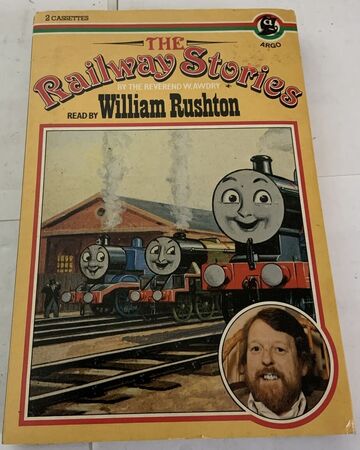 2 CASSETTES
ARGO
THE
Railway Stories
BY THE REVEREND W. AWDRY
READ BY William Rushton